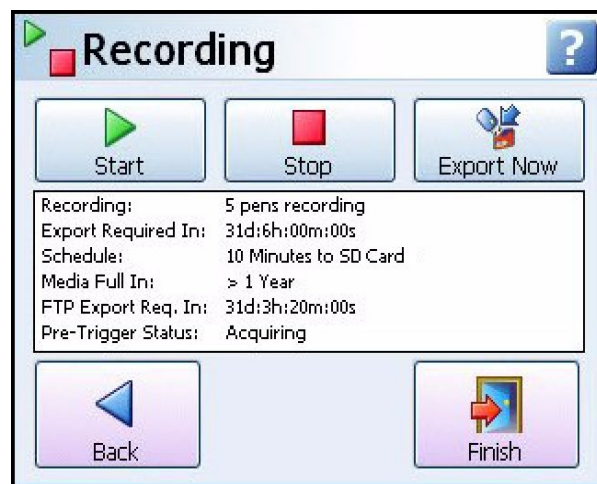 Recording
?
Start
Stop
Export Now
Recording: 5 pens recording
Export Required In: 31d:6h:00m:00s
Schedule: 10 Minutes to SD Card
Media Full In: > 1 Year
FTP Export Req. In: 31d:3h:20m:00s
Pre-Trigger Status: Acquiring
Back
Finish